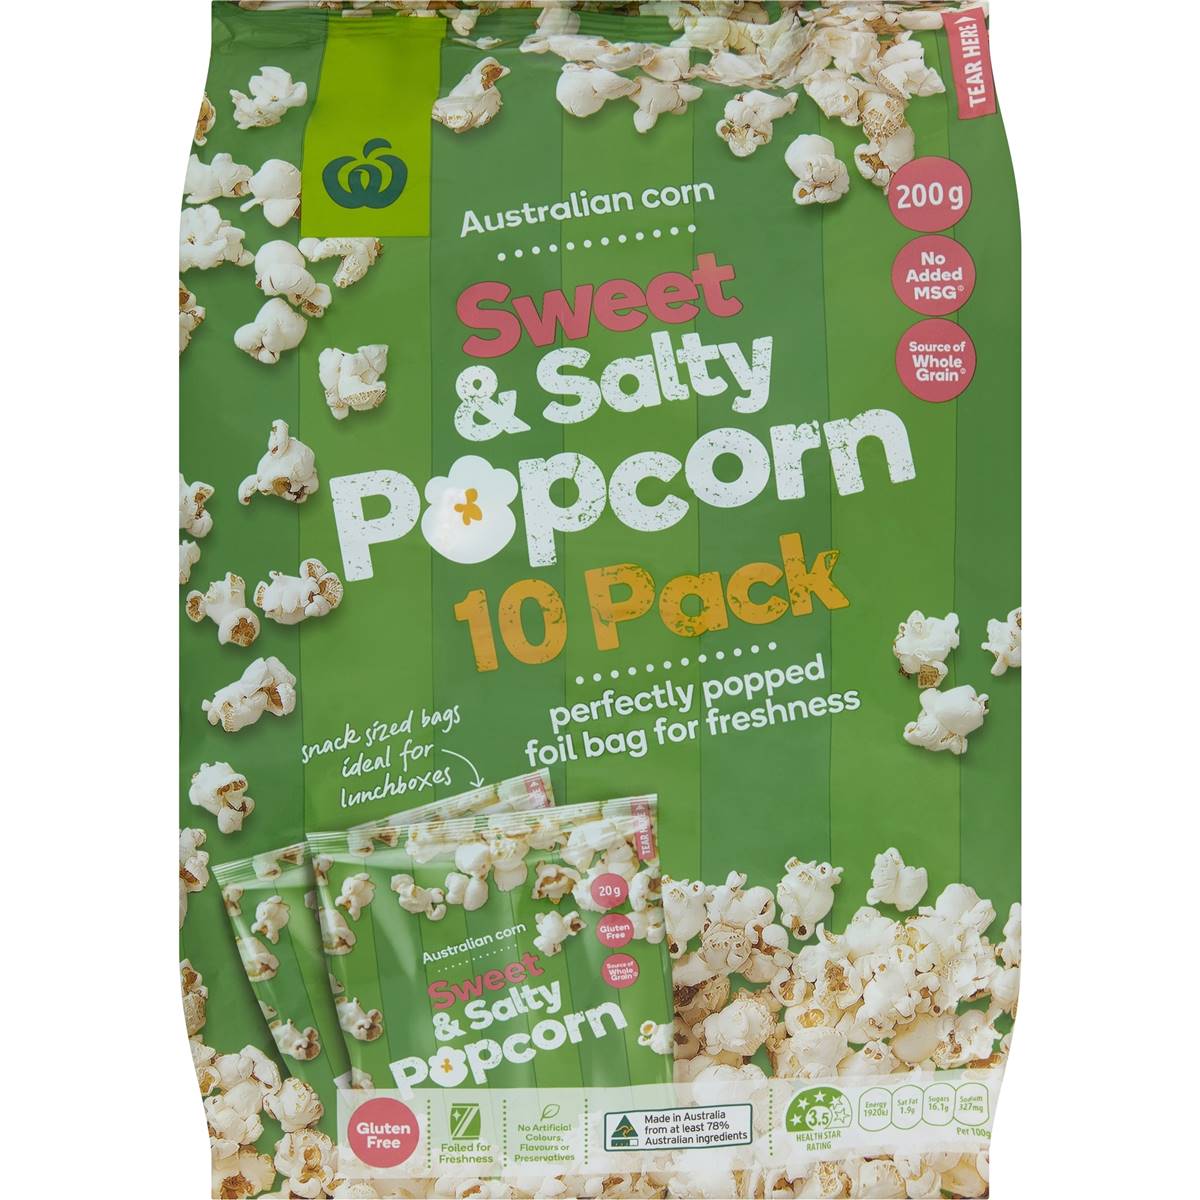 TEAR HERE
Australian corn
200 g
No
Added
MSG
Source of
Whole
Grain
Sweet
& Salty
Popcorn
10 Pack
perfectly popped
foil bag for freshness
snack sized bags
ideal for
lunchboxes
TEAR HERE
20 g
Gluten
Free
Source of
Whole
Grain
Australian corn
Sweet
& Salty
Popcorn
Gluten
Free
Foiled for
Freshness
No Artificial
Colours,
Flavours or
Preservatives
Made in Australia
from at least 78%
Australian ingredients
3.5
HEALTH STAR
RATING
Energy
1920kJ
Sat Fat
1.9g
Sugars
16.1g
Sodium
327mg
Per 100g